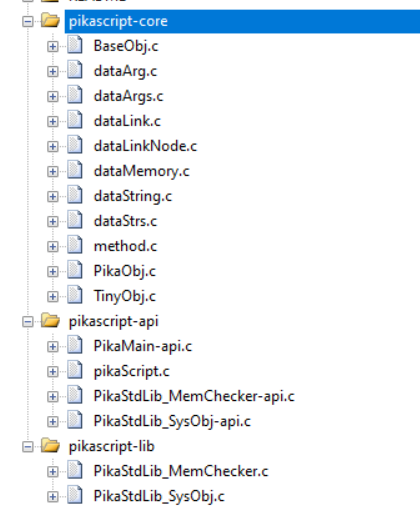 pikascript-core
BaseObj.c
dataArg.c
dataArgs.c
dataLink.c
dataLinkNode.c
dataMemory.c
dataString.c
dataStrs.c
method.c
PikaObj.c
TinyObj.c
pikascript-api
PikaMain-api.c
pikaScript.c
PikaStdLib_MemChecker-api.c
PikaStdLib_SysObj-api.c
pikascript-lib
PikaStdLib_MemChecker.c
PikaStdLib_SysObj.c